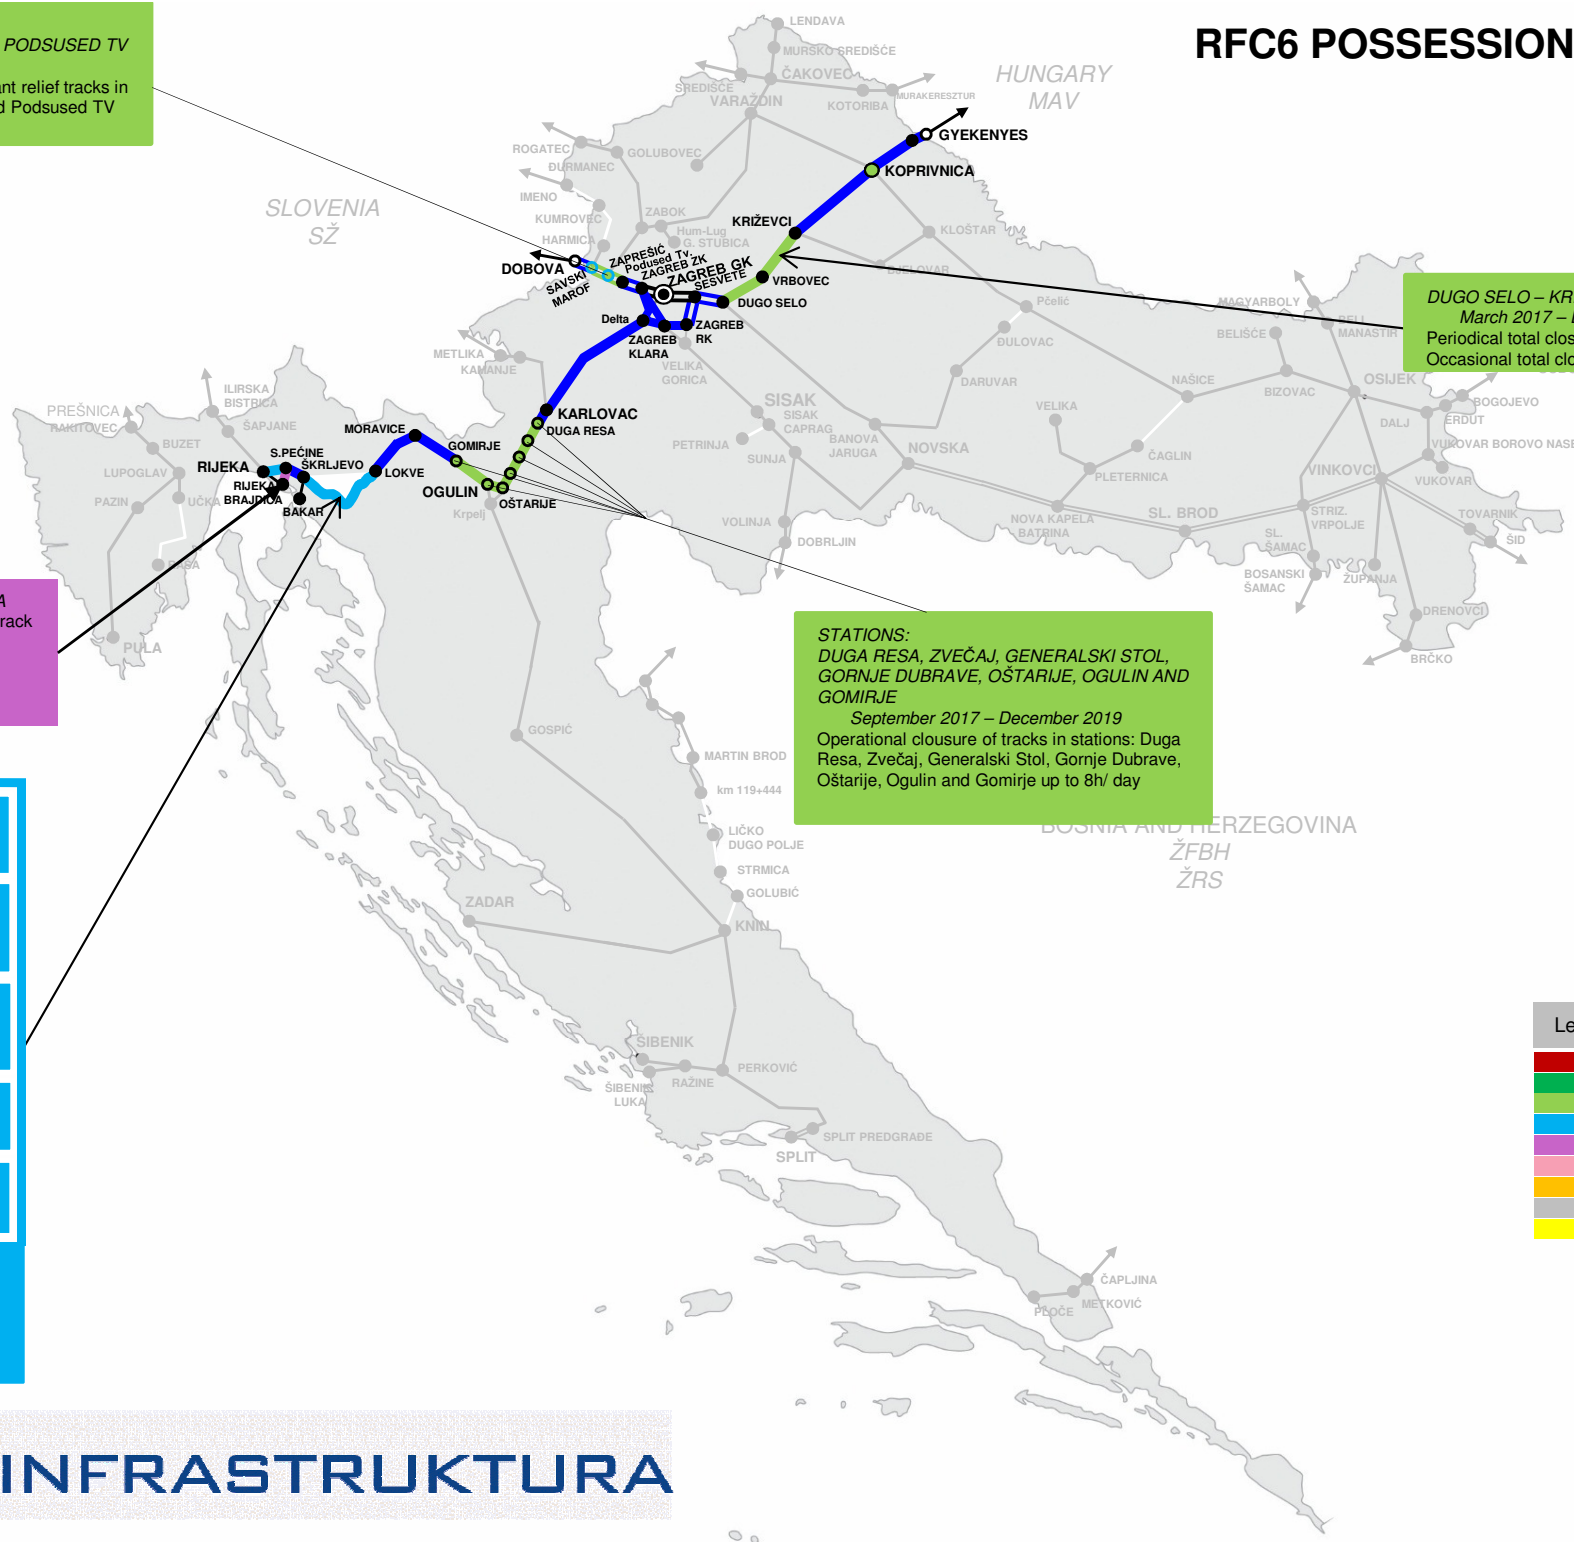 RFC6 POSSESSION
PODSUSED TV
ant relief tracks in
d Podsused TV
HUNGARY
MAV
SLOVENIA
SŽ
LENDAVA
MURSKO SREDIŠĆE
ČAKOVEC
SREDIŠĆE
VARAŽDIN
KOTORIBA
MURAKERESZTUR
GYEKENYES
ROGATEC
GOLUBOVEC
ĐURMANEC
KOPRIVNICA
IMENO
KUMROVEC
ZABOK
Hum-Lug
G. STUBICA
HARMICA
KRIŽEVCI
KLOŠTAR
BJELOVAR
DOBOVA
SAVSKI
MAROF
ZAPREŠIĆ
Podused Tv.
ZAGREB ZK
ZAGREB GK
SESVETE
VRBOVEC
DUGO SELO
Delta
ZAGREB
KLARA
ZAGREB
RK
VELIKA
GORICA
Pčelić
ĐULOVAC
DARUVAR
MAGYARBOLY
BELI
MANASTIR
BELIŠĆE
BIZOVAC
NAŠICE
OSIJEK
DUGO SELO – KR
March 2017 –
Periodical total clos
Occasional total clo
BOGOJEVO
ERDUT
DALJ
VUKOVAR BOROVO NASE
VUKOVAR
VINKOVCI
TOVARNIK
ŠID
METLIKA
KAMANJE
KARLOVAC
DUGA RESA
SISAK
SISAK
CAPRAG
PETRINJA
SUNJA
BANOVA
JARUGA
NOVSKA
VELIKA
ČAGLIN
PLETERNICA
NOVA KAPELA
BATRINA
SL. BROD
STRIZ.
VRPOLJE
SL.
ŠAMAC
BOSANSKI
ŠAMAC
ŽUPANJA
DRENOVCI
BRČKO
ILIRSKA
BISTRICA
ŠAPJANE
PREŠNICA
RAKITOVEC
BUZET
LUPOGLAV
PAZIN
UČKA
RAŠA
PULA
MORAVICE
GOMIRJE
S.PEĆINE
ŠKRLJEVO
LOKVE
RIJEKA
RIJEKA
BRAJDICA
BAKAR
OGULIN
OŠTARIJE
Krpelj
VOLINJA
DOBRLJIN
A
rack
STATIONS:
DUGA RESA, ZVEČAJ, GENERALSKI STOL,
GORNJE DUBRAVE, OŠTARIJE, OGULIN AND
GOMIRJE
September 2017 – December 2019
Operational clousure of tracks in stations: Duga
Resa, Zvečaj, Generalski Stol, Gornje Dubrave,
Oštarije, Ogulin and Gomirje up to 8h/ day
BOSNIA AND HERZEGOVINA
ŽFBH
ŽRS
GOSPIĆ
MARTIN BROD
km 119+444
LIČKO
DUGO POLJE
STRMICA
GOLUBIĆ
ZADAR
KNIN
ŠIBENIK
ŠIBENIK
LUKA
RAŽINE
PERKOVIĆ
SPLIT PREDGRAĐE
SPLIT
ČAPLJINA
METKOVIĆ
PLOČE
Le
INFRASTRUKTURA